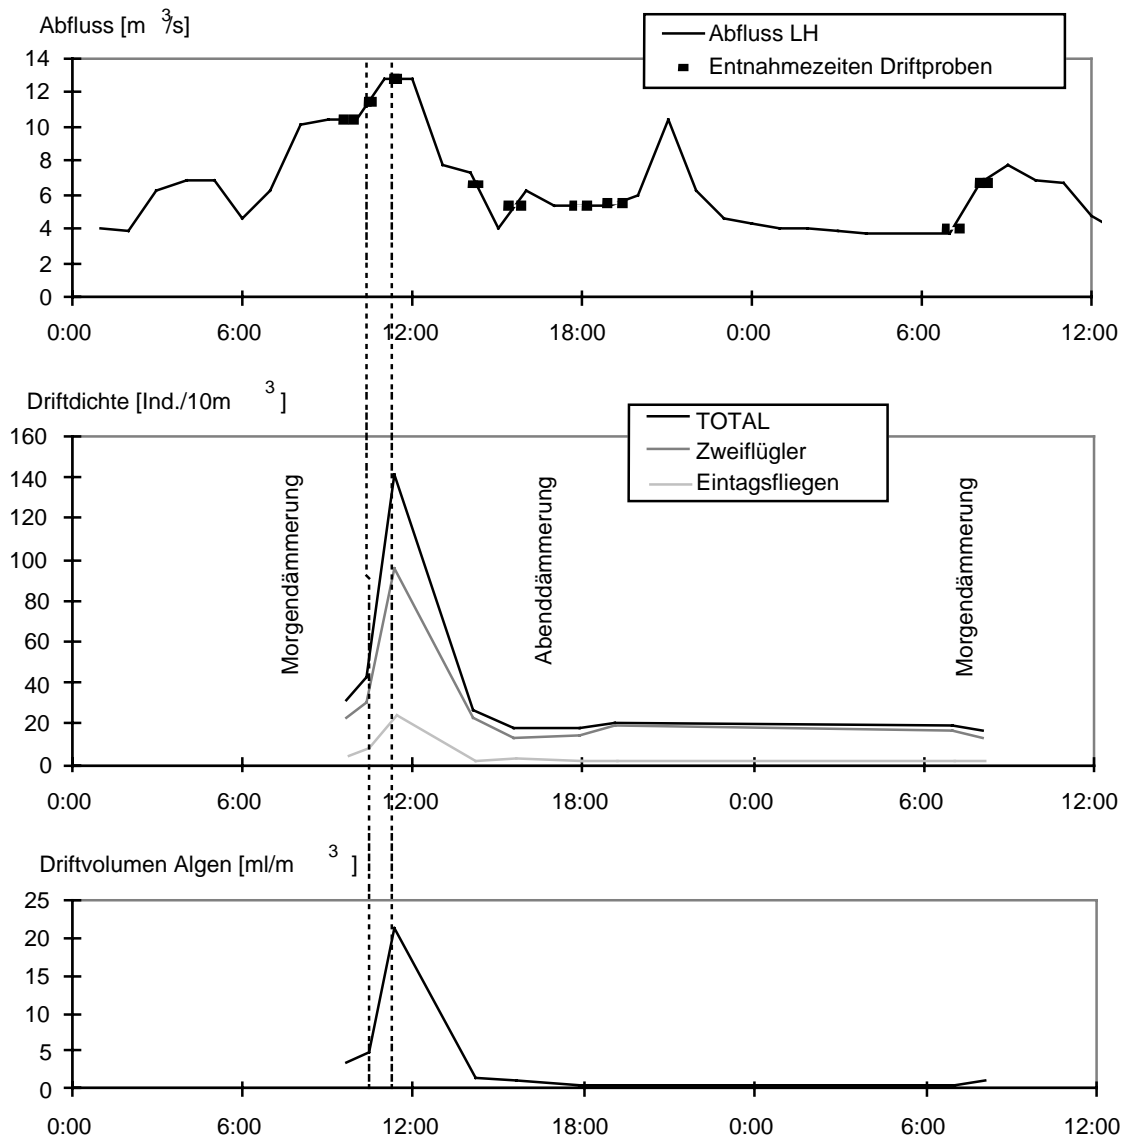 Abfluss [m 3/s]
Abfluss LH
Entnahmezeiten Driftproben
14
12
10
8
6
4
2
0
0:00 6:00 12:00 18:00 0:00 6:00 12:00
Driftdichte [Ind./10m 3 ]
TOTAL
Zweiflügler
Eintagsfliegen
160
140
120
100
80
60
40
20
0
Morgendämmerung
Abenddämmerung
Morgendämmerung
0:00 6:00 12:00 18:00 0:00 6:00 12:00
Driftvolumen Algen [ml/m 3 ]
25
20
15
10
5
0
0:00 6:00 12:00 18:00 0:00 6:00 12:00